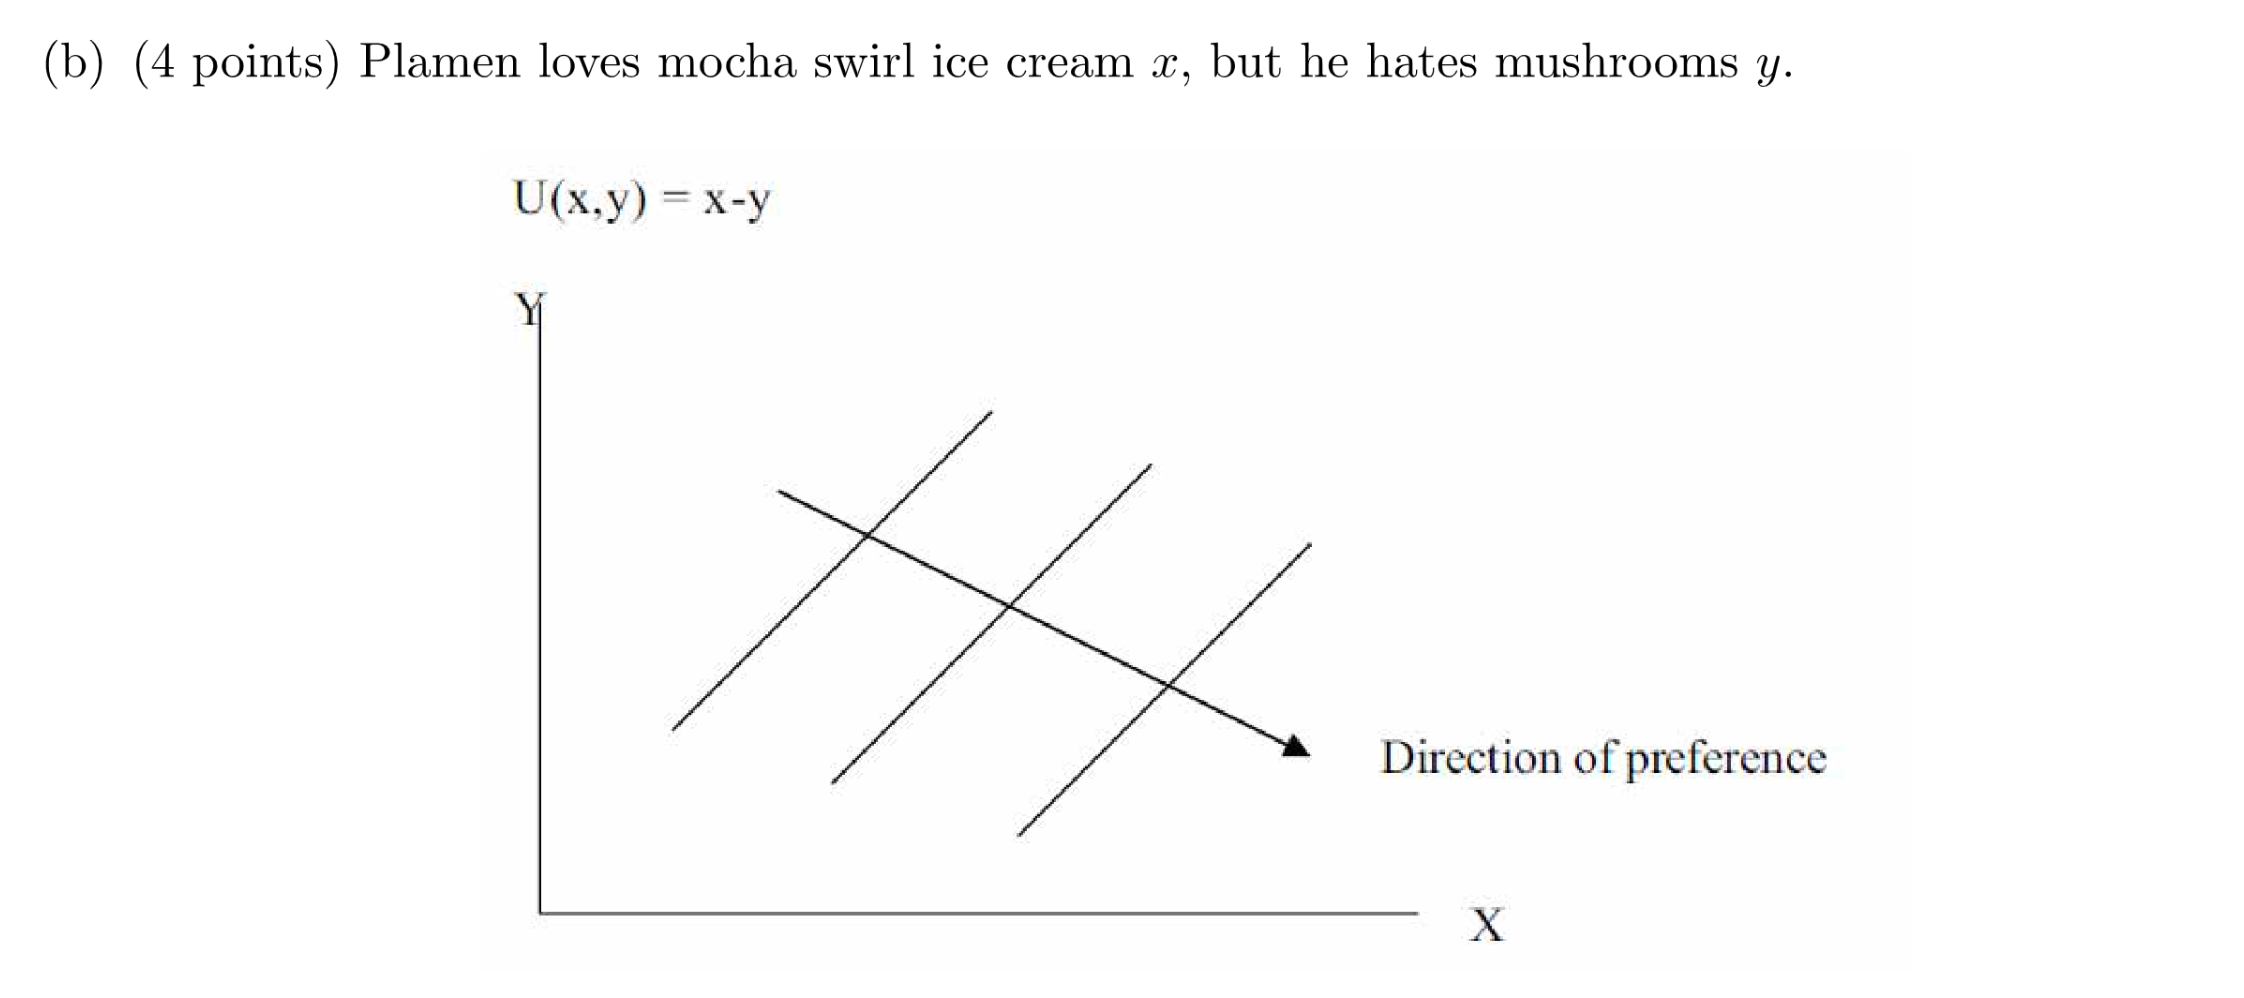 (b) (4 points) Plamen loves mocha swirl ice cream x, but he hates mushrooms y.
U(x,y) = x-y
Y
Direction of preference
X